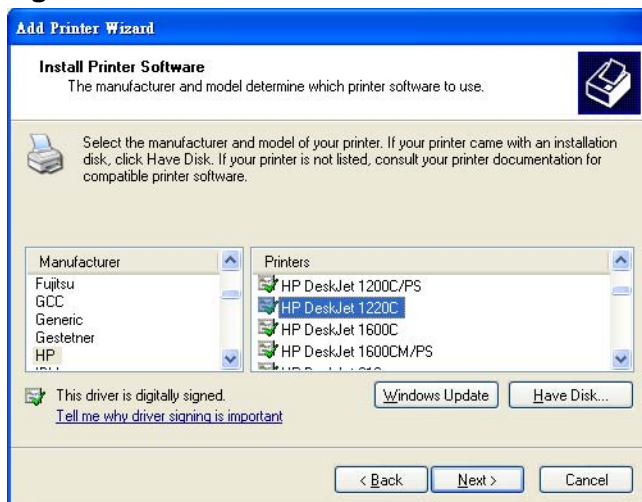 Add Printer Wizard
Install Printer Software
The manufacturer and model determine which printer software to use.
Select the manufacturer and model of your printer. If your printer came with an installation
disk, click Have Disk. If your printer is not listed, consult your printer documentation for
compatible printer software.
Manufacturer
Fujitsu
GCC
Generic
Gestetner
HP
Printers
HP DeskJet 1200C/PS
HP DeskJet 1220C
HP DeskJet 1600C
HP DeskJet 1600CM/PS
This driver is digitally signed.
Tell me why driver signing is important
Windows Update
Have Disk...
< Back
Next >
Cancel